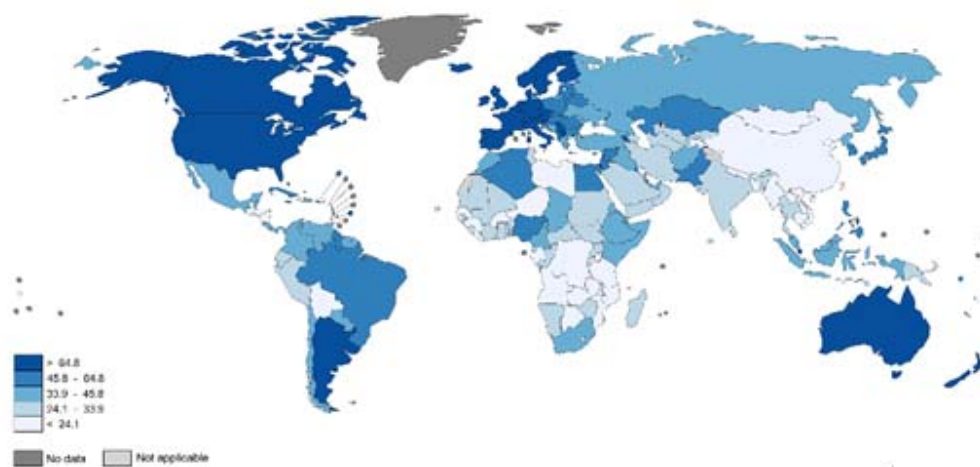 > 64.8
45.8 - 64.8
33.9 - 45.8
24.1 - 33.9
< 24.1
No data
Not applicable